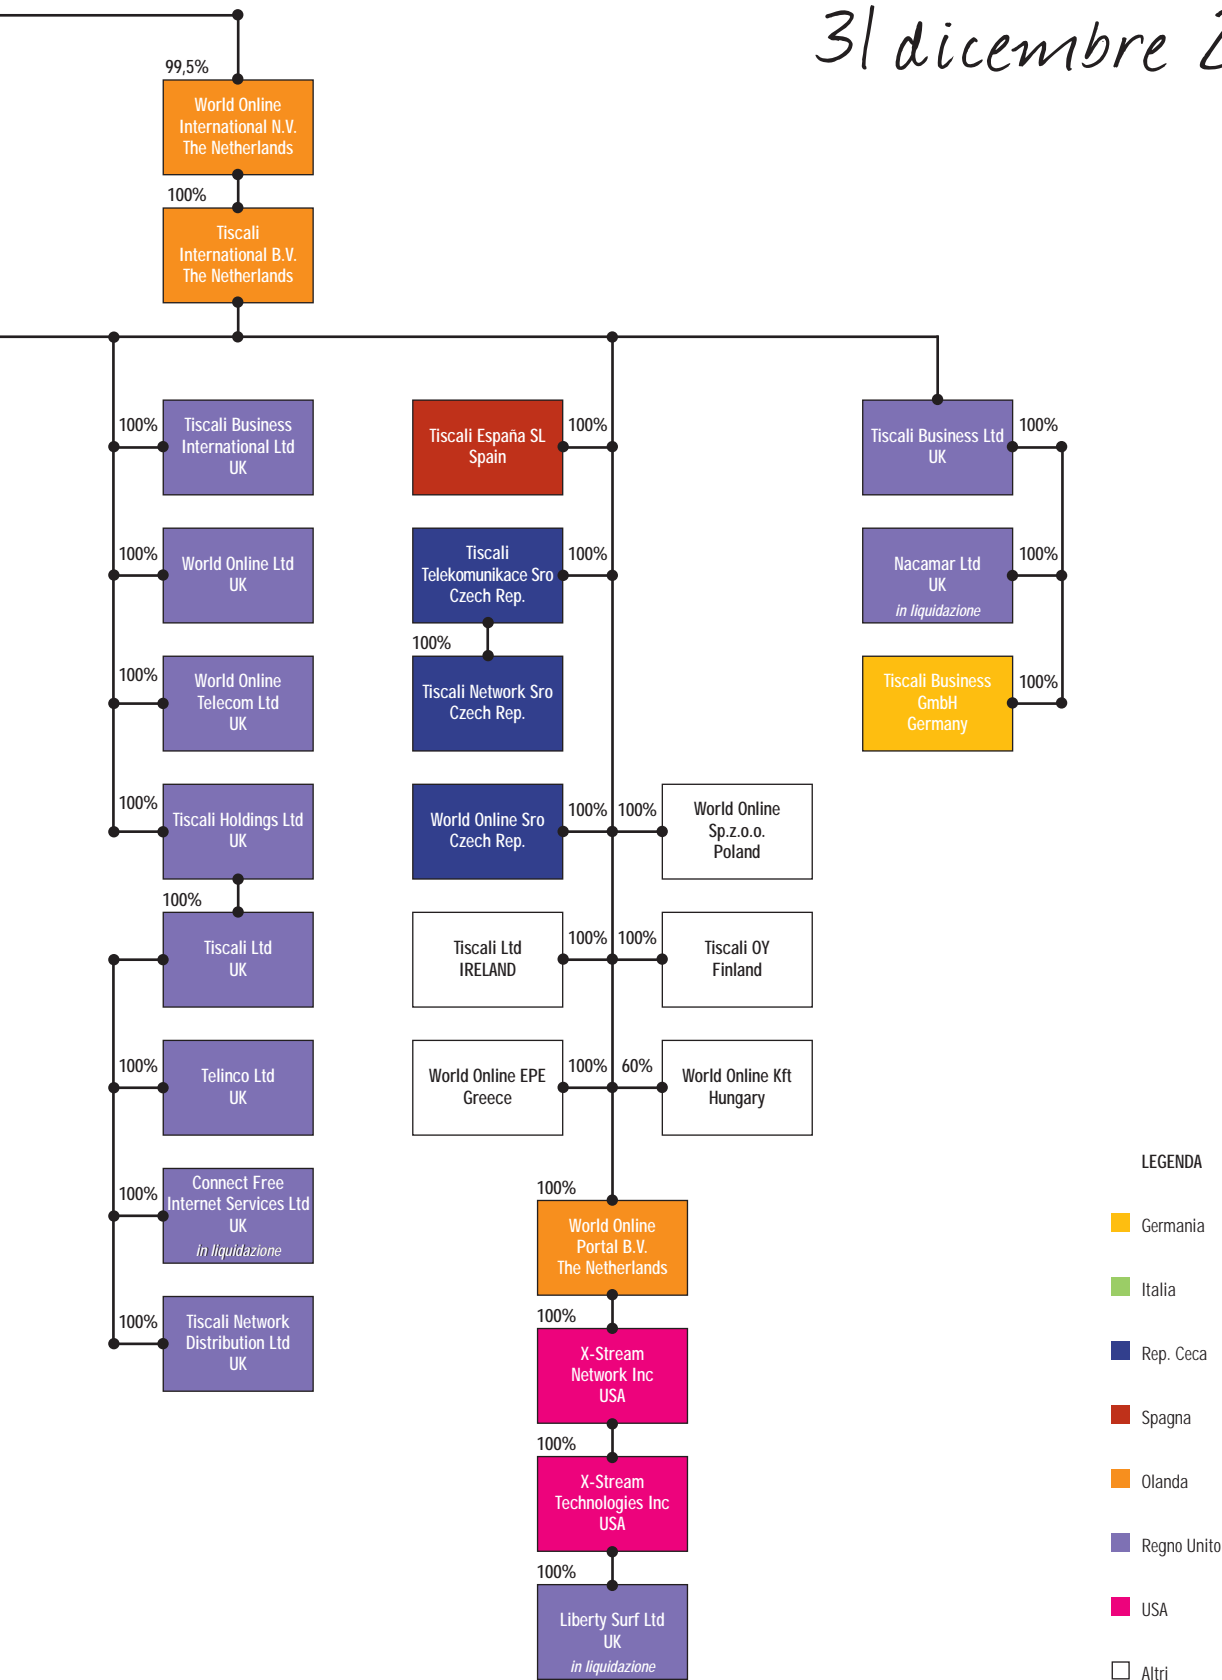 31 dicembre
99,5%
World Online
International N.V.
The Netherlands
100%
Tiscali
International B.V.
The Netherlands
100%
Tiscali Business
International Ltd
UK
100%
World Online Ltd
UK
100%
World Online
Telecom Ltd
UK
100%
Tiscali Holdings Ltd
UK
100%
Tiscali Ltd
UK
100%
Telinco Ltd
UK
100%
Connect Free
Internet Services Ltd
UK
in liquidazione
100%
Tiscali Network
Distribution Ltd
UK
Tiscali España SL
Spain
100%
Tiscali
Telekomunikace Sro
Czech Rep.
100%
100%
Tiscali Network Sro
Czech Rep.
World Online Sro
Czech Rep.
100%
100%
World Online
Sp.z.o.o.
Poland
Tiscali Ltd
IRELAND
100%
100%
Tiscali OY
Finland
World Online EPE
Greece
100%
60%
World Online Kft
Hungary
100%
World Online
Portal B.V.
The Netherlands
100%
X-Stream
Network Inc
USA
100%
X-Stream
Technologies Inc
USA
100%
Liberty Surf Ltd
UK
in liquidazione
Tiscali Business Ltd
UK
100%
Nacamar Ltd
UK
in liquidazione
100%
Tiscali Business
GmbH
Germany
100%
LEGENDA
Germania
Italia
Rep. Ceca
Spagna
Olanda
Regno Unito
USA
Altri